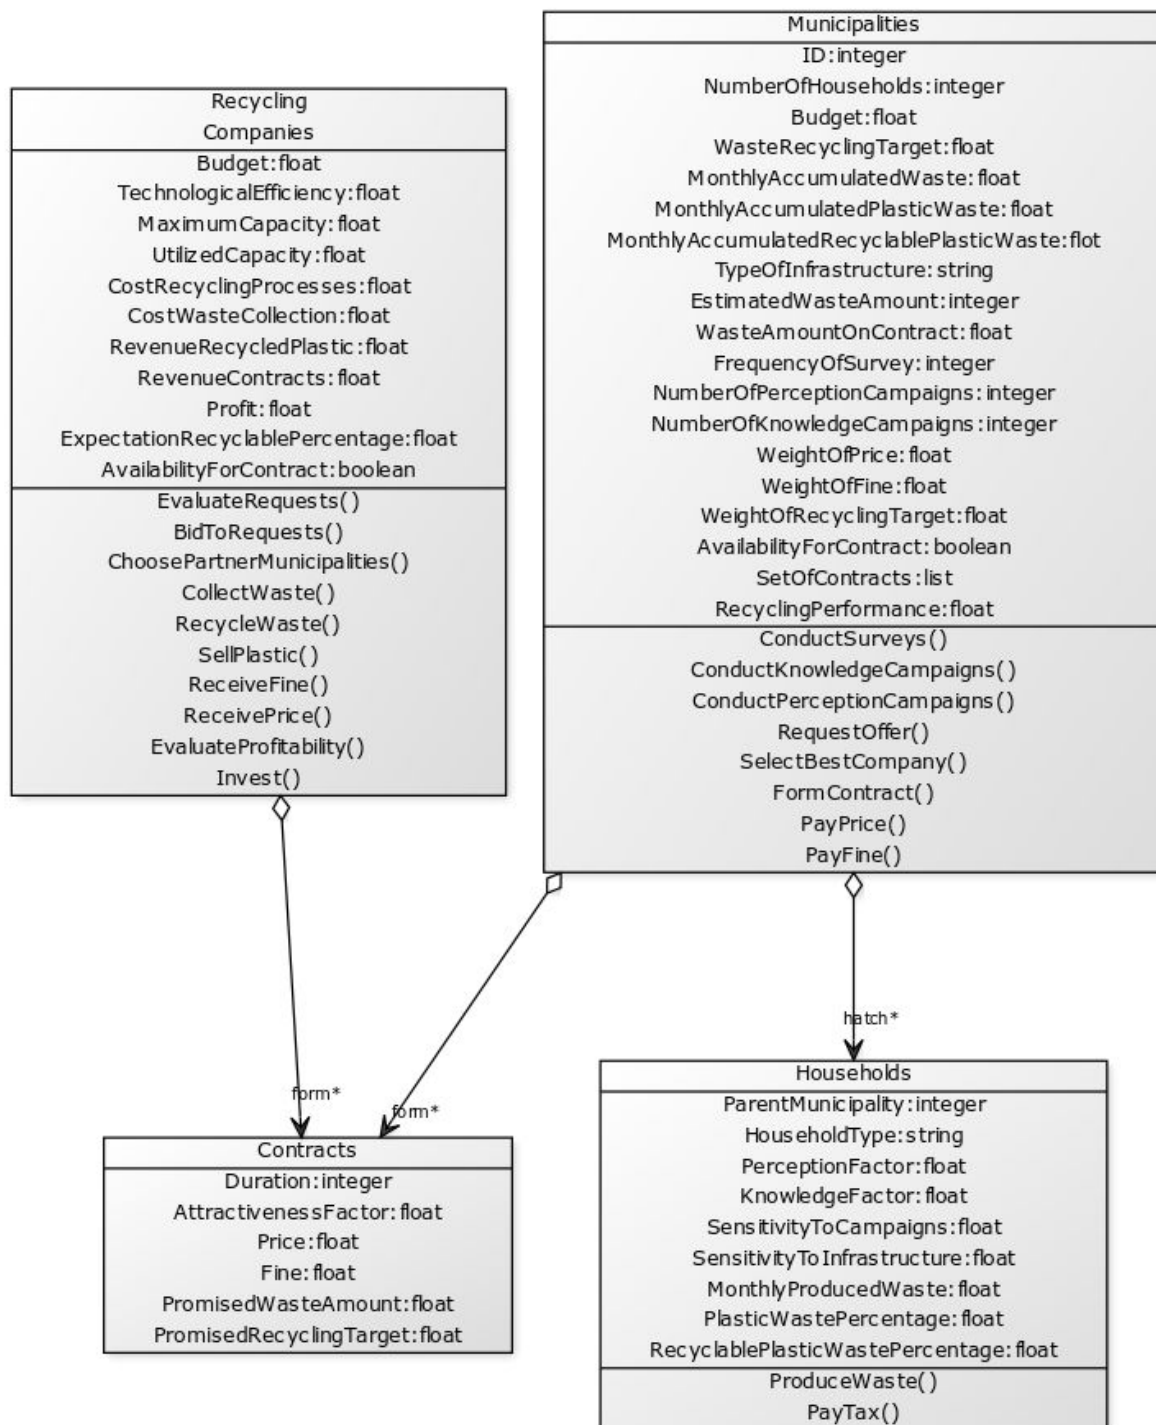 Recycling
Companies
Budget:float
TechnologicalEfficiency:float
MaximumCapacity:float
UtilizedCapacity:float
CostRecyclingProcesses:float
CostWasteCollection:float
RevenueRecycledPlastic:float
RevenueContracts:float
Profit:float
ExpectationRecyclablePercentage:float
AvailabilityForContract:boolean
EvaluateRequests()
BidToRequests()
ChoosePartnerMunicipalities()
CollectWaste()
RecycleWaste()
SellPlastic()
ReceiveFine()
ReceivePrice()
EvaluateProfitability()
Invest()
Municipalities
ID:integer
NumberOfHouseholds:integer
Budget:float
WasteRecyclingTarget:float
MonthlyAccumulatedWaste:float
MonthlyAccumulatedPlasticWaste:float
MonthlyAccumulatedRecyclablePlasticWaste:flot
TypeOfInfrastructure:string
EstimatedWasteAmount:integer
WasteAmountOnContract:float
FrequencyOfSurvey:integer
NumberOfPerceptionCampaigns:integer
NumberOfKnowledgeCampaigns:integer
WeightOfPrice:float
WeightOfFine:float
WeightOfRecyclingTarget:float
AvailabilityForContract:boolean
SetOfContracts:list
RecyclingPerformance:float
ConductSurveys()
ConductKnowledgeCampaigns()
ConductPerceptionCampaigns()
RequestOffer()
SelectBestCompany()
FormContract()
PayPrice()
PayFine()
form*
form*
hatch*
Contracts
Duration:integer
AttractivenessFactor:float
Price:float
Fine:float
PromisedWasteAmount:float
PromisedRecyclingTarget:float
Households
ParentMunicipality:integer
HouseholdType:string
PerceptionFactor:float
KnowledgeFactor:float
SensitivityToCampaigns:float
SensitivityToInfrastructure:float
MonthlyProducedWaste:float
PlasticWastePercentage:float
RecyclablePlasticWastePercentage:float
ProduceWaste()
PayTax()